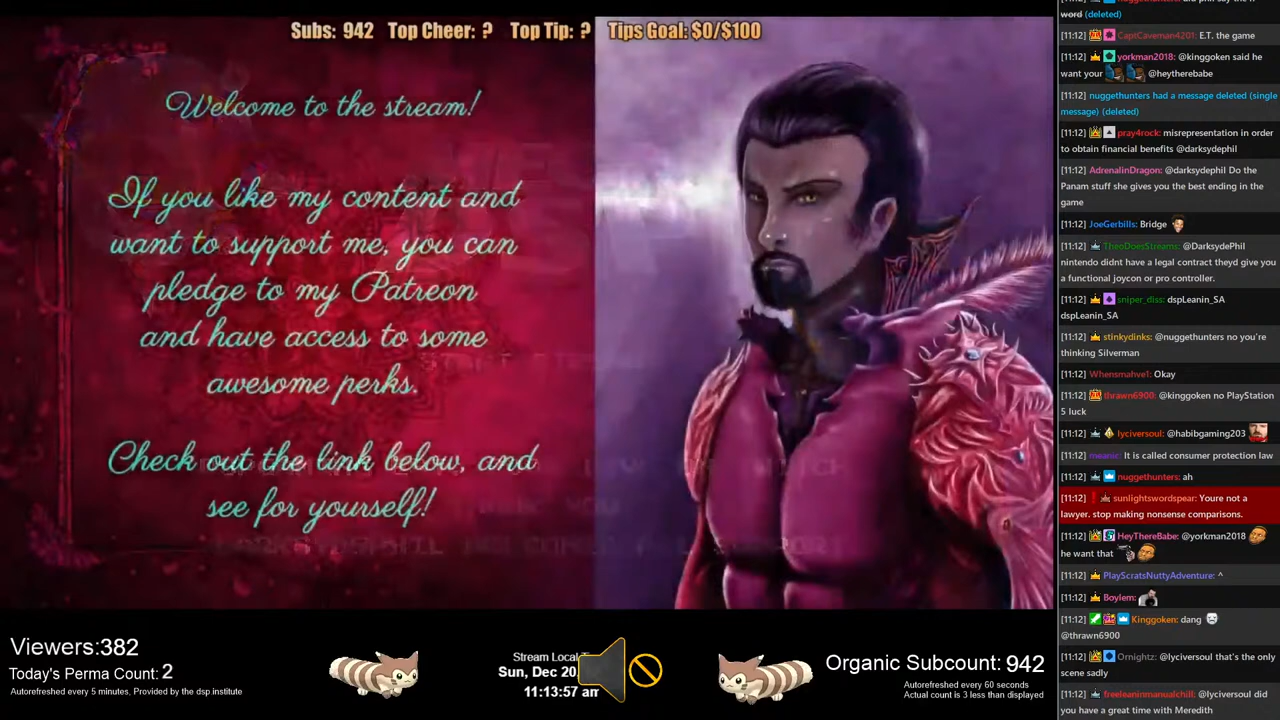 Subs: 942 Top Cheer: ? Top Tip: ? Tips Goal: $0/$100
Welcome to the stream!
If you like my content and
want to support me, you can
pledge to my Patreon
and have access to some
awesome perks.
Check out the link below, and
see for yourself!
Viewers:382
Today's Perma Count: 2
Autorefreshed every 5 minutes, Provided by the dsp institute
Stream Local
Sun, Dec 20,
11:13:57 am
Organic Subcount: 942
Autorefreshed every 60 seconds
Actual count is 3 less than displayed
word (deleted)
[11:12] CaptCaveman4201: E.T. the game
[11:12] yorkman2018: @kinggoken said he
want your @heytherebabe
[11:12] nuggethunters had a message deleted (single
message) (deleted)
[11:12] pray4rock: misrepresentation in order
to obtain financial benefits @darksydephil
[11:12] AdrenalinDragon: @darksydephil Do the
Panam stuff she gives you the best ending in the
game
[11:12] JoeGerbills: Bridge
[11:12] TheoDoesStreams: @DarksydePhil
nintendo didnt have a legal contract theyd give you
a functional joycon or pro controller.
[11:12] sniper_diss: dspLeanin_SA
dspLeanin_SA
[11:12] stinkydinks: @nuggethunters no you're
thinking Silverman
[11:12] Whensmahve1: Okay
[11:12] thrawn6900: @kinggoken no PlayStation
5 luck
[11:12] lyciversoul: @habibgaming203
[11:12] mwanic: It is called consumer protection law
[11:12] nuggethunters: ah
[11:12] sunlightswordspear: Youre not a
lawyer. stop making nonsense comparisons.
[11:12] HeyThereBabe: @yorkman2018
he want that
[11:12] PlayScratsNuttyAdventure: ^
[11:12] Boylem:
[11:12] Kinggoken: dang
@thrawn6900
[11:12] Ornightz: @lyciversoul that's the only
scene sadly
[11:12] freeleaninmanualchill: @lyciversoul did
you have a great time with Meredith